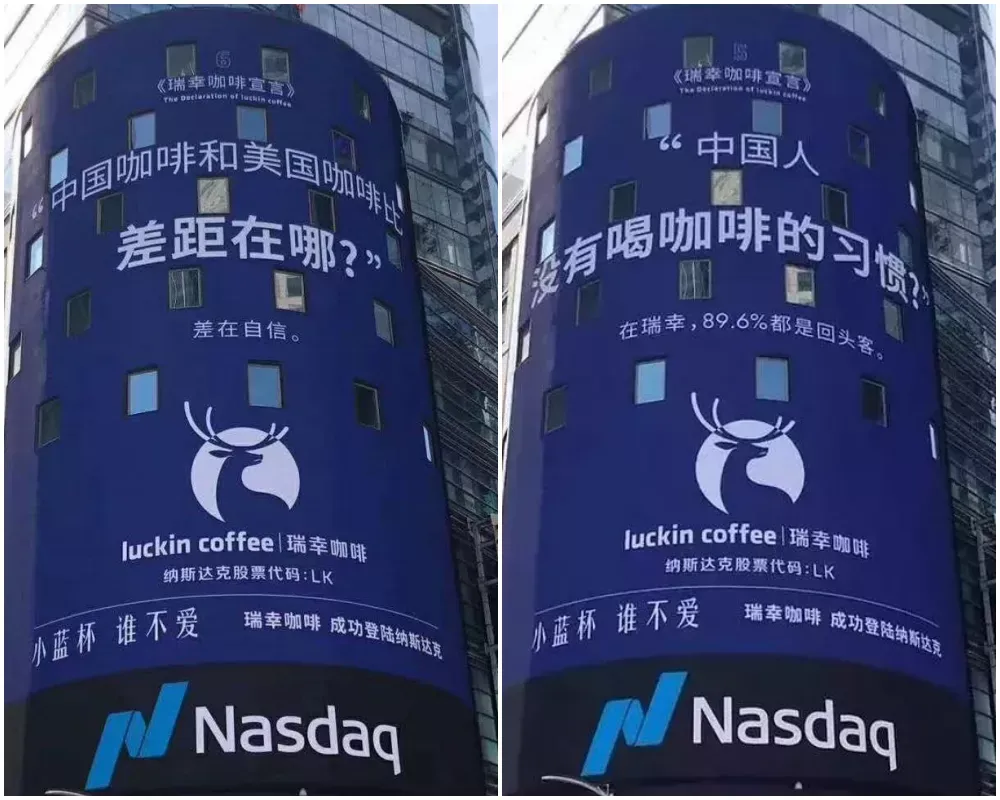 6
《瑞幸咖啡宣言》
The Declaration of luckin coffee
“中国咖啡和美国咖啡比
差距在哪?”
差在自信。
luckin coffee|瑞幸咖啡
纳斯达克股票代码:LK
小蓝杯 谁不爱
瑞幸咖啡 成功登陆纳斯达克
Nasdaq
5
《瑞幸咖啡宣言》
The Declaration of luckin coffee
“中国人
没有喝咖啡的习惯?”
在瑞幸,89.6%都是回头客。
luckin coffee|瑞幸咖啡
纳斯达克股票代码:LK
小蓝杯 谁不爱
瑞幸咖啡 成功登陆纳斯达克
Nasdaq